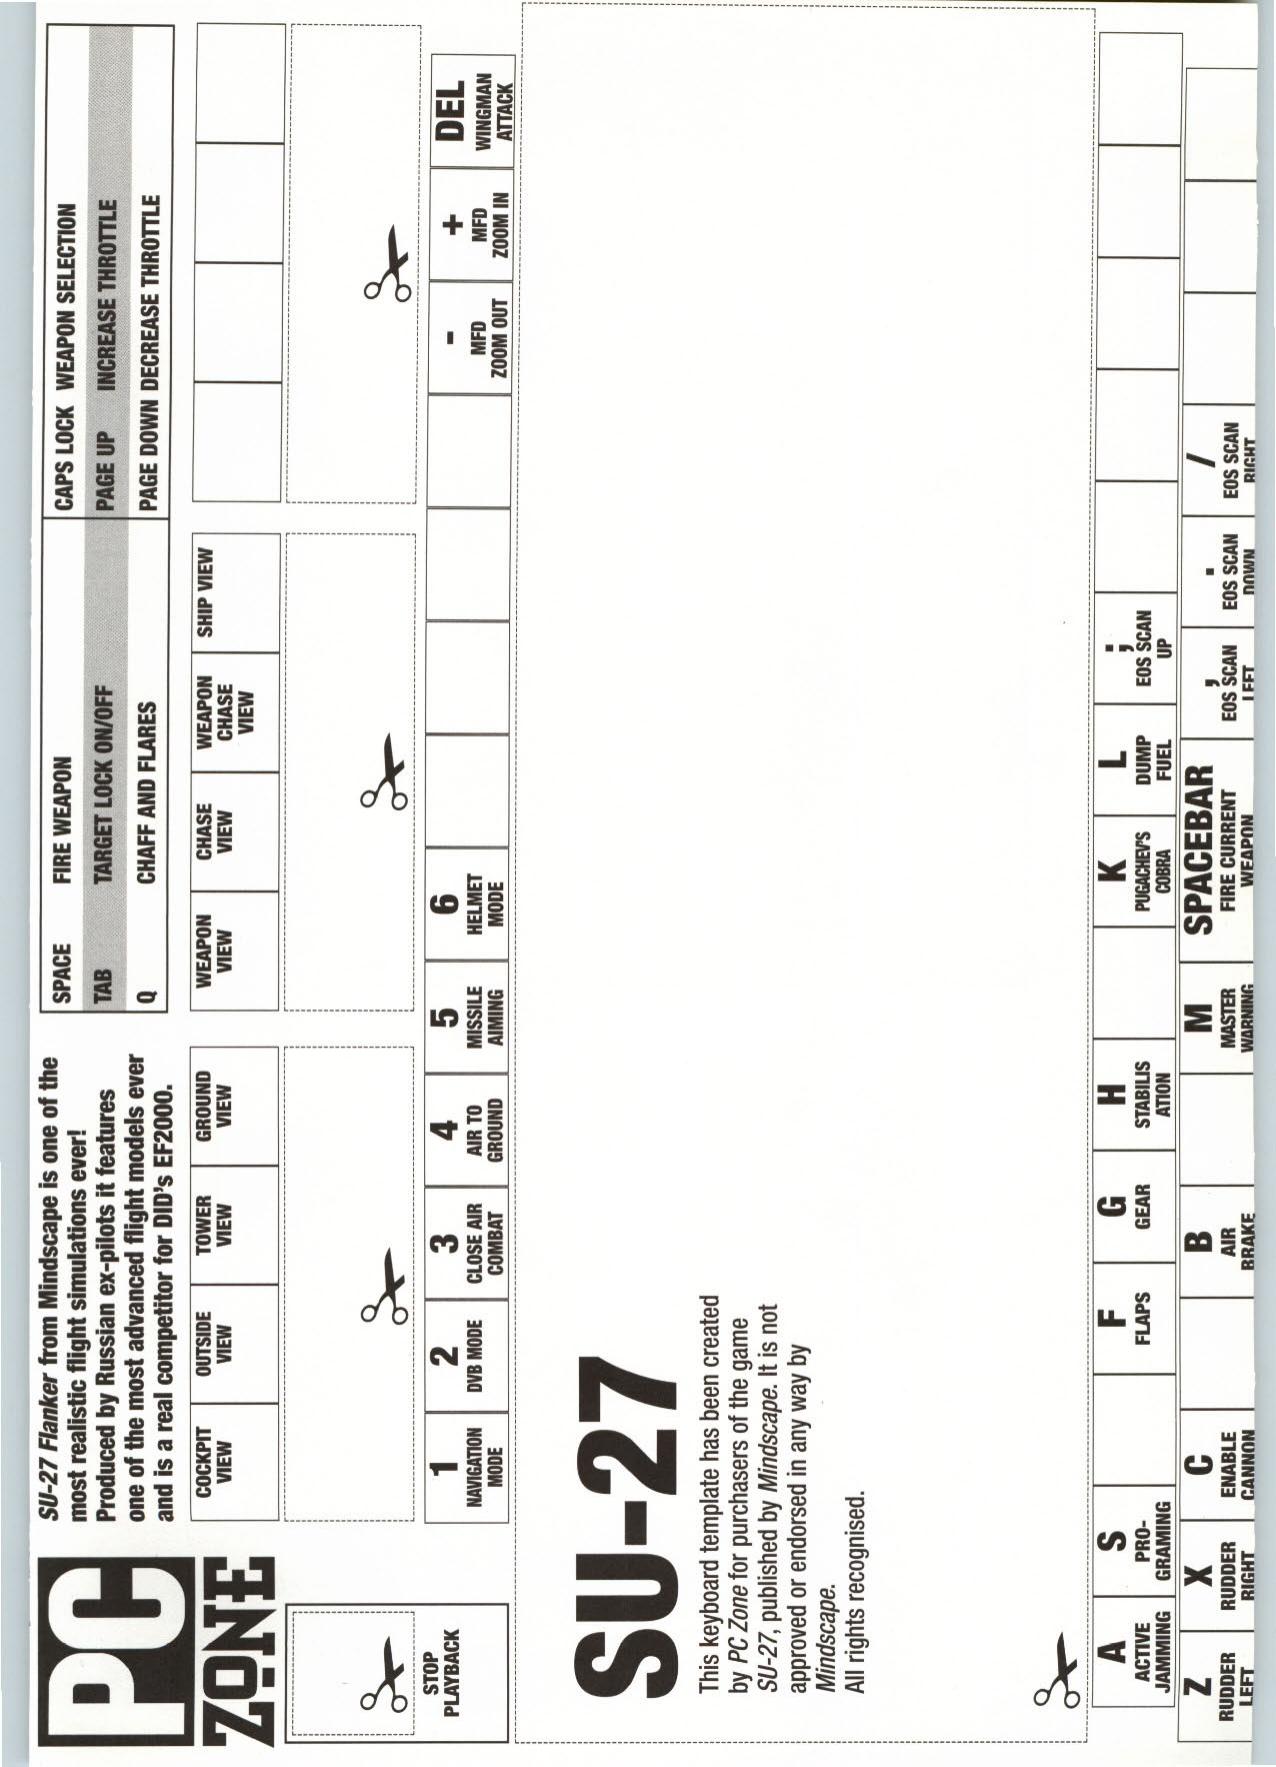 PC
ZONE
SU-27 Flanker from Mindscape is one of the
most realistic flight simulations ever!
Produced by Russian ex-pilots it features
one of the most advanced flight models ever
and is a real competitor for DID's EF2000.
SPACE FIRE WEAPON
CAPS LOCK WEAPON SELECTION
TAB TARGET LOCK ON/OFF
PAGE UP INCREASE THROTTLE
Q CHAFF AND FLARES
PAGE DOWN DECREASE THROTTLE
STOP
PLAYBACK
COCKPIT
VIEW
OUTSIDE
VIEW
TOWER
VIEW
GROUND
VIEW
WEAPON
VIEW
CHASE
VIEW
WEAPON
CHASE
VIEW
SHIP VIEW
1
NAVIGATION
MODE
2
DVB MODE
3
CLOSE AIR
COMBAT
4
AIR TO
GROUND
5
MISSILE
AIMING
6
HELMET
MODE
-
MFD
ZOOM OUT
+
MFD
ZOOM IN
DEL
WINGMAN
ATTACK
SU-27
This keyboard template has been created
by PC Zone for purchasers of the game
SU-27, published by Mindscape. It is not
approved or endorsed in any way by
Mindscape.
All rights recognised.
A
ACTIVE
JAMMING
S
PRO-
GRAMING
F
FLAPS
G
GEAR
H
STABILIS
ATION
K
PUGACHEV'S
COBRA
L
DUMP
FUEL
;
EOS SCAN
UP
Z
RUDDER
LEFT
X
RUDDER
RIGHT
C
ENABLE
CANNON
B
AIR
BRAKE
M
MASTER
WARNING
SPACEBAR
FIRE CURRENT
WEAPON
,
EOS SCAN
LEFT
.
EOS SCAN
DOWN
/
EOS SCAN
RIGHT